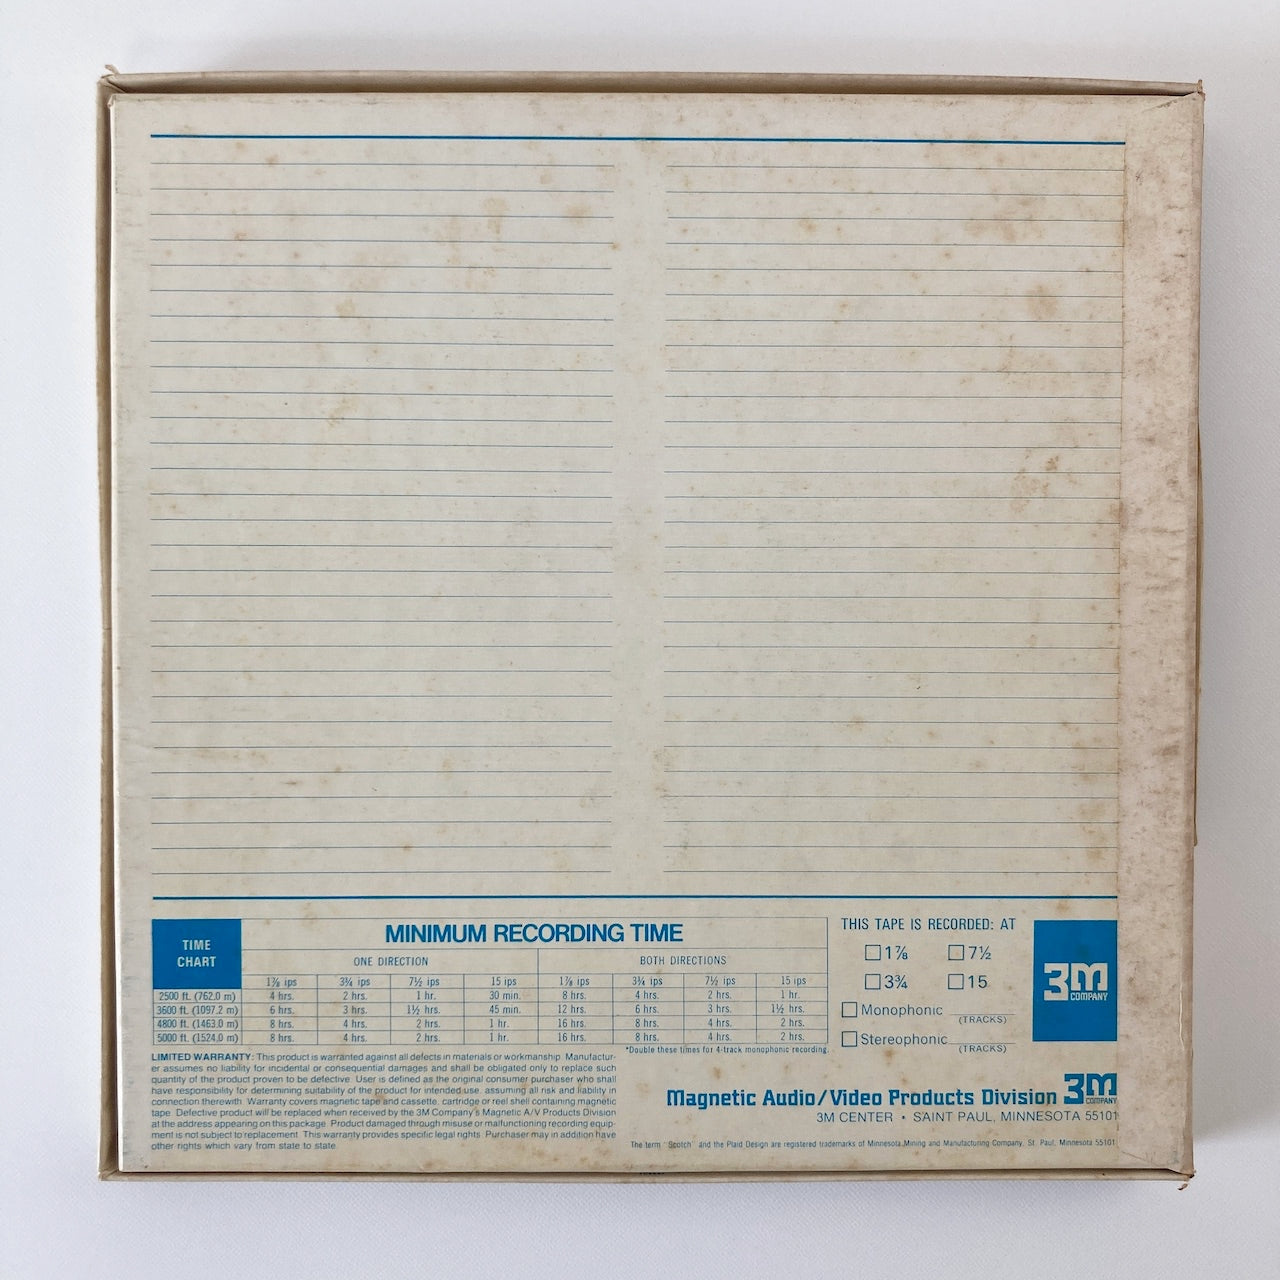 TIME
CHART
MINIMUM RECORDING TIME
ONE DIRECTION BOTH DIRECTIONS
1⅞ ips 3¾ ips 7½ ips 15 ips 1⅞ ips 3¾ ips 7½ ips 15 ips
2500 ft. (762.0 m) 4 hrs. 2 hrs. 1 hr. 30 min. 8 hrs. 4 hrs. 2 hrs. 1 hr.
3600 ft. (1097.2 m) 6 hrs. 3 hrs. 1½ hrs. 45 min. 12 hrs. 6 hrs. 3 hrs. 1½ hrs.
4800 ft. (1463.0 m) 8 hrs. 4 hrs. 2 hrs. 1 hr. 16 hrs. 8 hrs. 4 hrs. 2 hrs.
5000 ft. (1524.0 m) 8 hrs. 4 hrs. 2 hrs. 1 hr. 16 hrs. 8 hrs. 4 hrs. 2 hrs.
*Double these times for 4-track monophonic recording.
LIMITED WARRANTY: This product is warranted against all defects in materials or workmanship. Manufactur-
er assumes no liability for incidental or consequential damages and shall be obligated only to replace such
quantity of the product proven to be defective. User is defined as the original consumer purchaser who shall
have responsibility for determining suitability of the product for intended use, assuming all risk and liability in
connection therewith. Warranty covers magnetic tape and cassette, cartridge or reel shell containing magnetic
tape. Defective product will be replaced when received by the 3M Company's Magnetic A/V Products Division
at the address appearing on this package. Product damaged through misuse or malfunctioning recording equip-
ment is not subject to replacement. This warranty provides specific legal rights. Purchaser may in addition have
other rights which vary from state to state.
THIS TAPE IS RECORDED: AT
1⅞ 7½
3¾ 15
Monophonic
(TRACKS)
Stereophonic
(TRACKS)
3M
COMPANY
Magnetic Audio/Video Products Division 3M
COMPANY
3M CENTER • SAINT PAUL, MINNESOTA 55101
The term "Scotch" and the Plaid Design are registered trademarks of Minnesota Mining and Manufacturing Company, St. Paul, Minnesota 55101